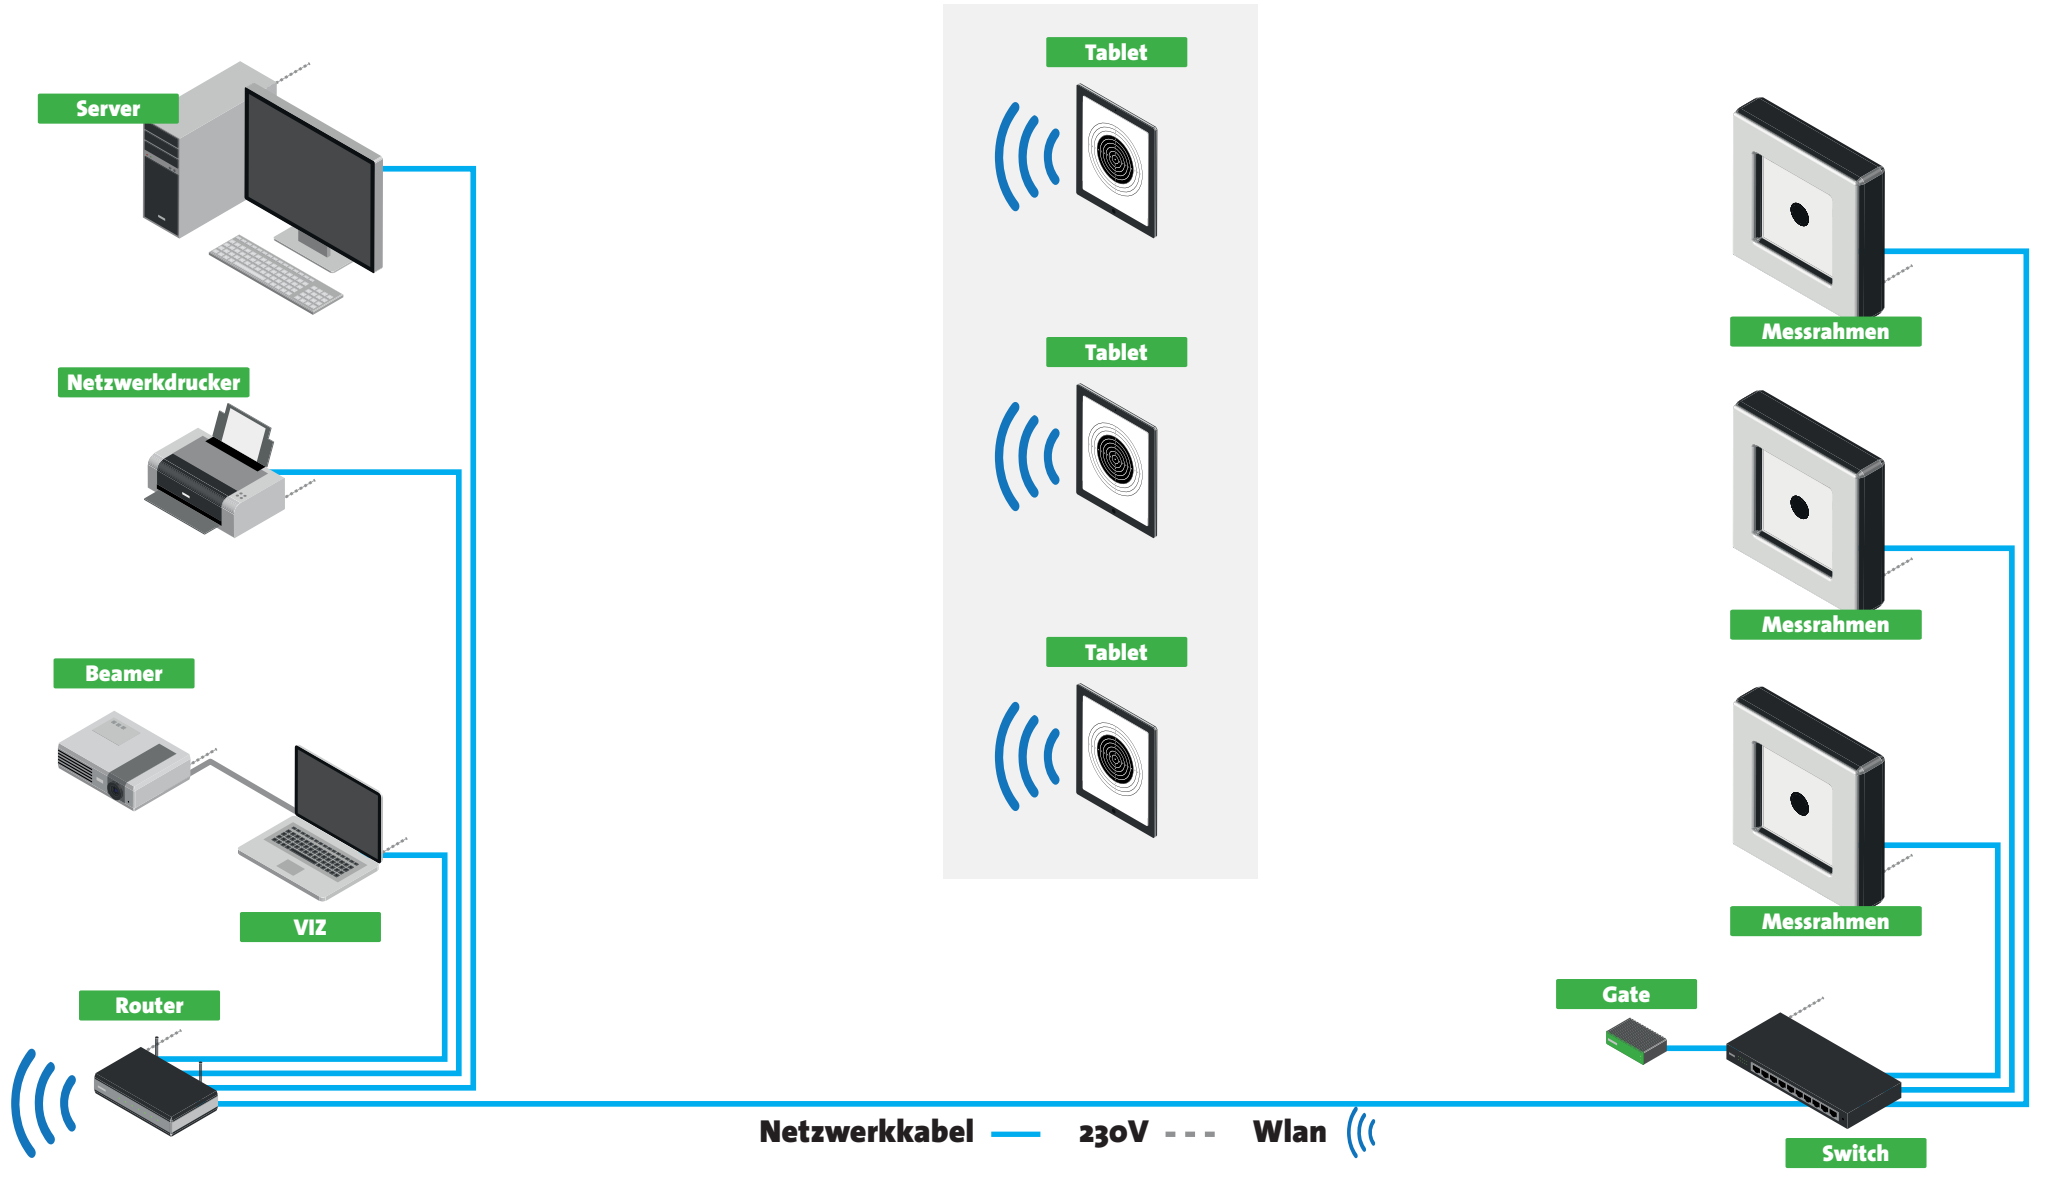 Server
Netzwerkdrucker
Beamer
VIZ
Router
Tablet
Tablet
Tablet
Messrahmen
Messrahmen
Messrahmen
Gate
Switch
Netzwerkkabel 230V Wlan